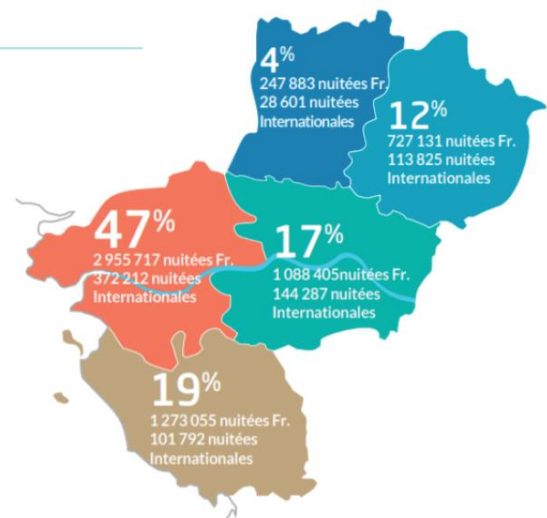 4%
247 883 nuitées Fr.
28 601 nuitées
Internationales
12%
727 131 nuitées Fr.
113 825 nuitées
Internationales
47%
2 955 717 nuitées Fr.
372 212 nuitées
Internationales
17%
1 088 405nuitées Fr.
144 287 nuitées
Internationales
19%
1 273 055 nuitées Fr.
101 792 nuitées
Internationales